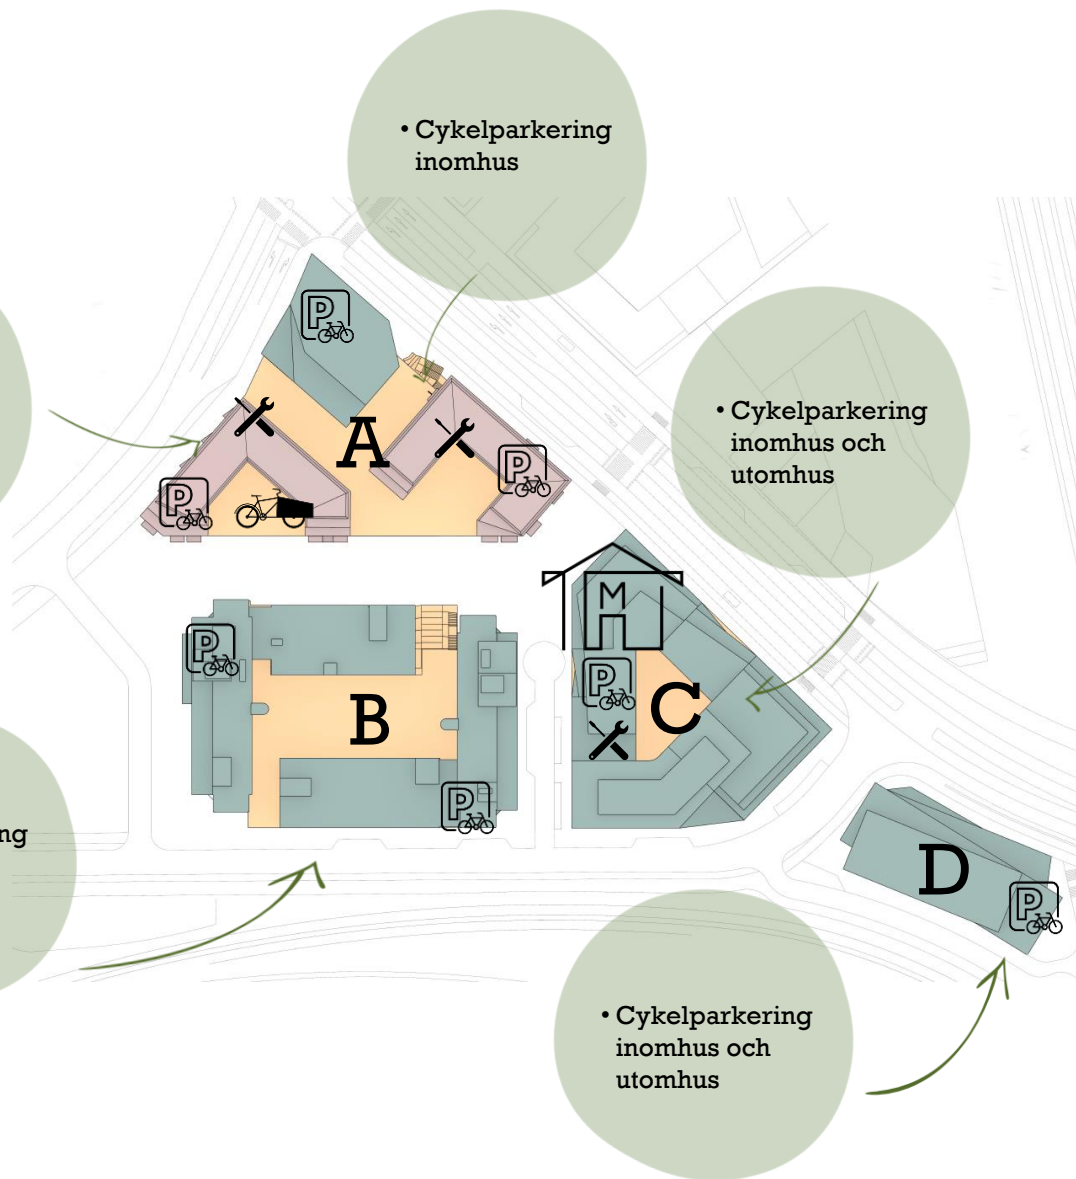 • Cykelparkering
inomhus
P
• Cykelparkering
inomhus och
utomhus
A
P
P
M
P
P
C
B
P
ng
D
P
• Cykelparkering
inomhus och
utomhus